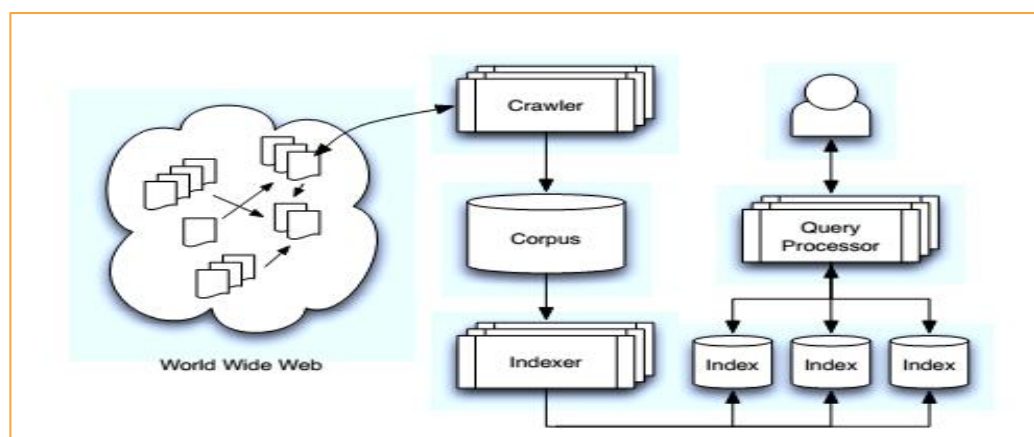 Crawler
Corpus
Query
Processor
Indexer
Index
Index
Index
World Wide Web